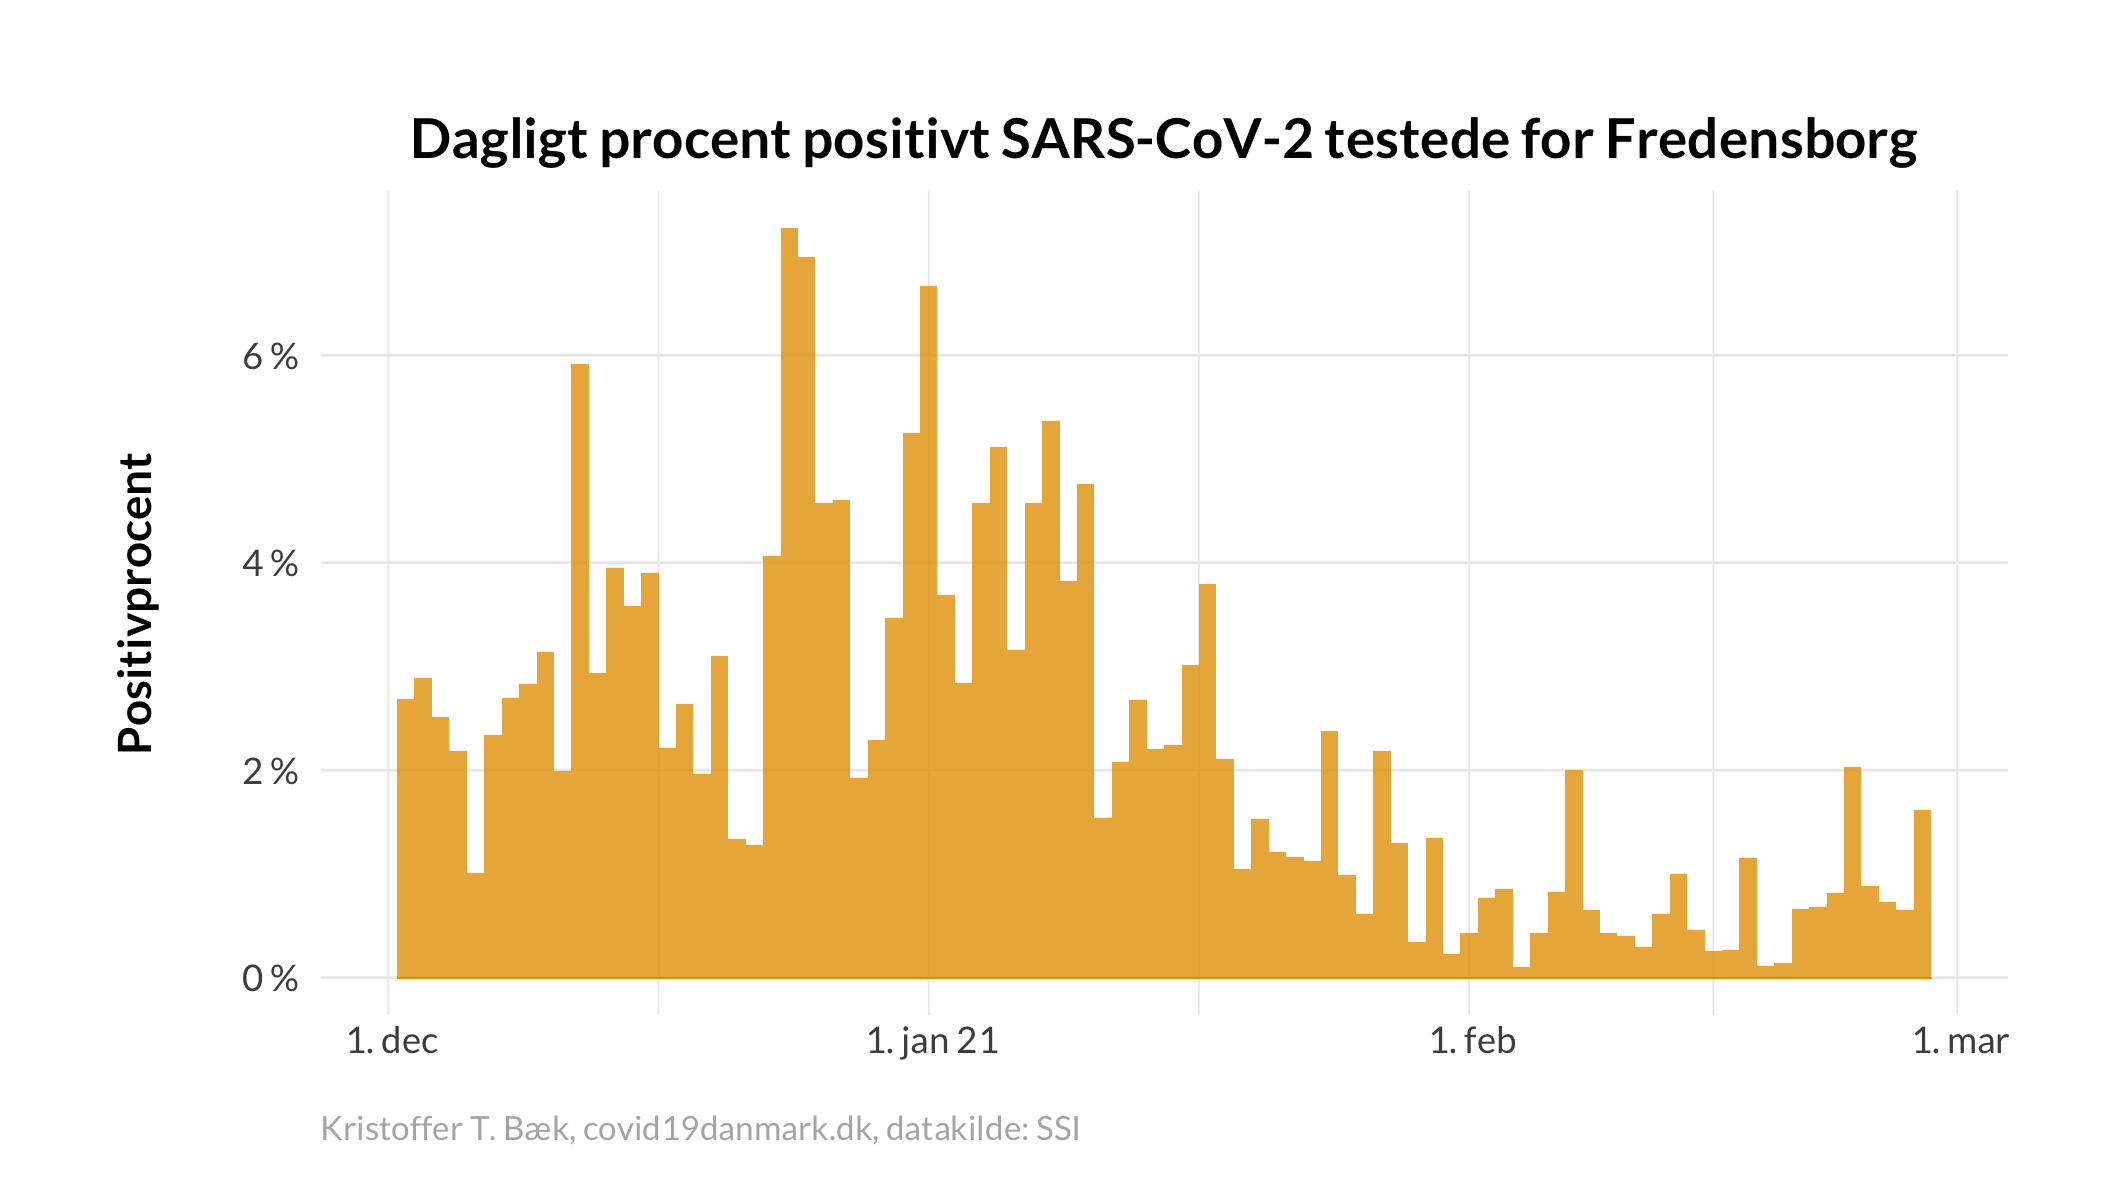 Dagligt procent positivt SARS-CoV-2 testede for Fredensborg
Positivprocent
6 %
4 %
2 %
0 %
1. dec
1. jan 21
1. feb
1. mar
Kristoffer T. Bæk, covid19danmark.dk, datakilde: SSI